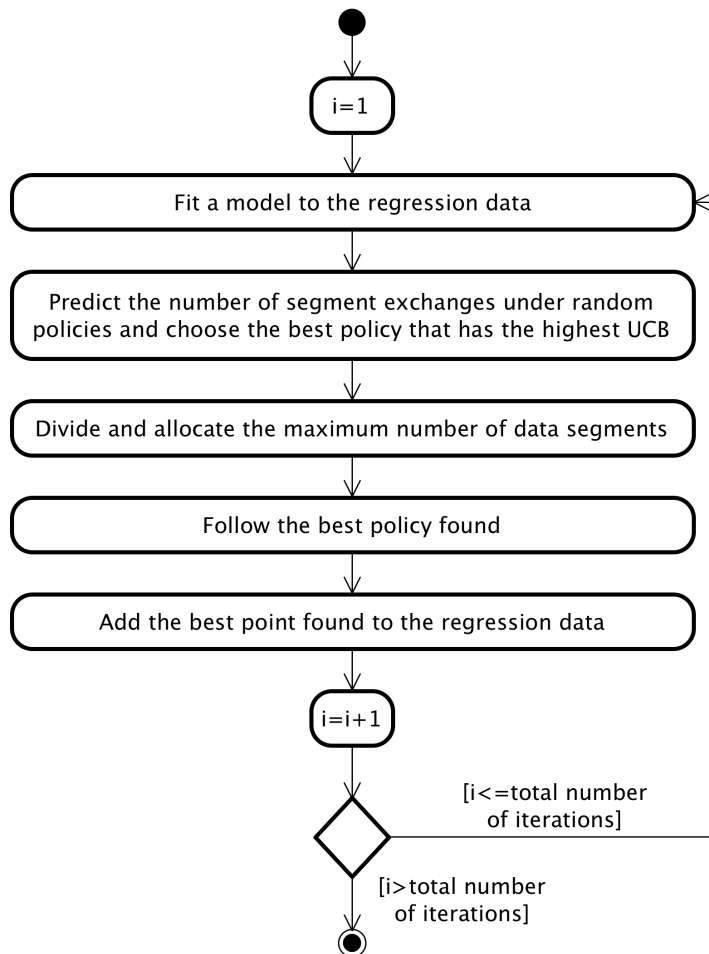 i=1
Fit a model to the regression data
Predict the number of segment exchanges under random
policies and choose the best policy that has the highest UCB
Divide and allocate the maximum number of data segments
Follow the best policy found
Add the best point found to the regression data
i=i+1
[i<=total number
of iterations]
[i>total number
of iterations]